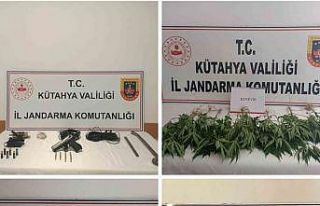 T.C.
KÜTAHYA VALİLİĞİ
İL JANDARMA KOMUTANLIĞI
T.C.
KÜTAHYA VALİLİĞİ
İL JANDARMA KOMUTANLIĞI